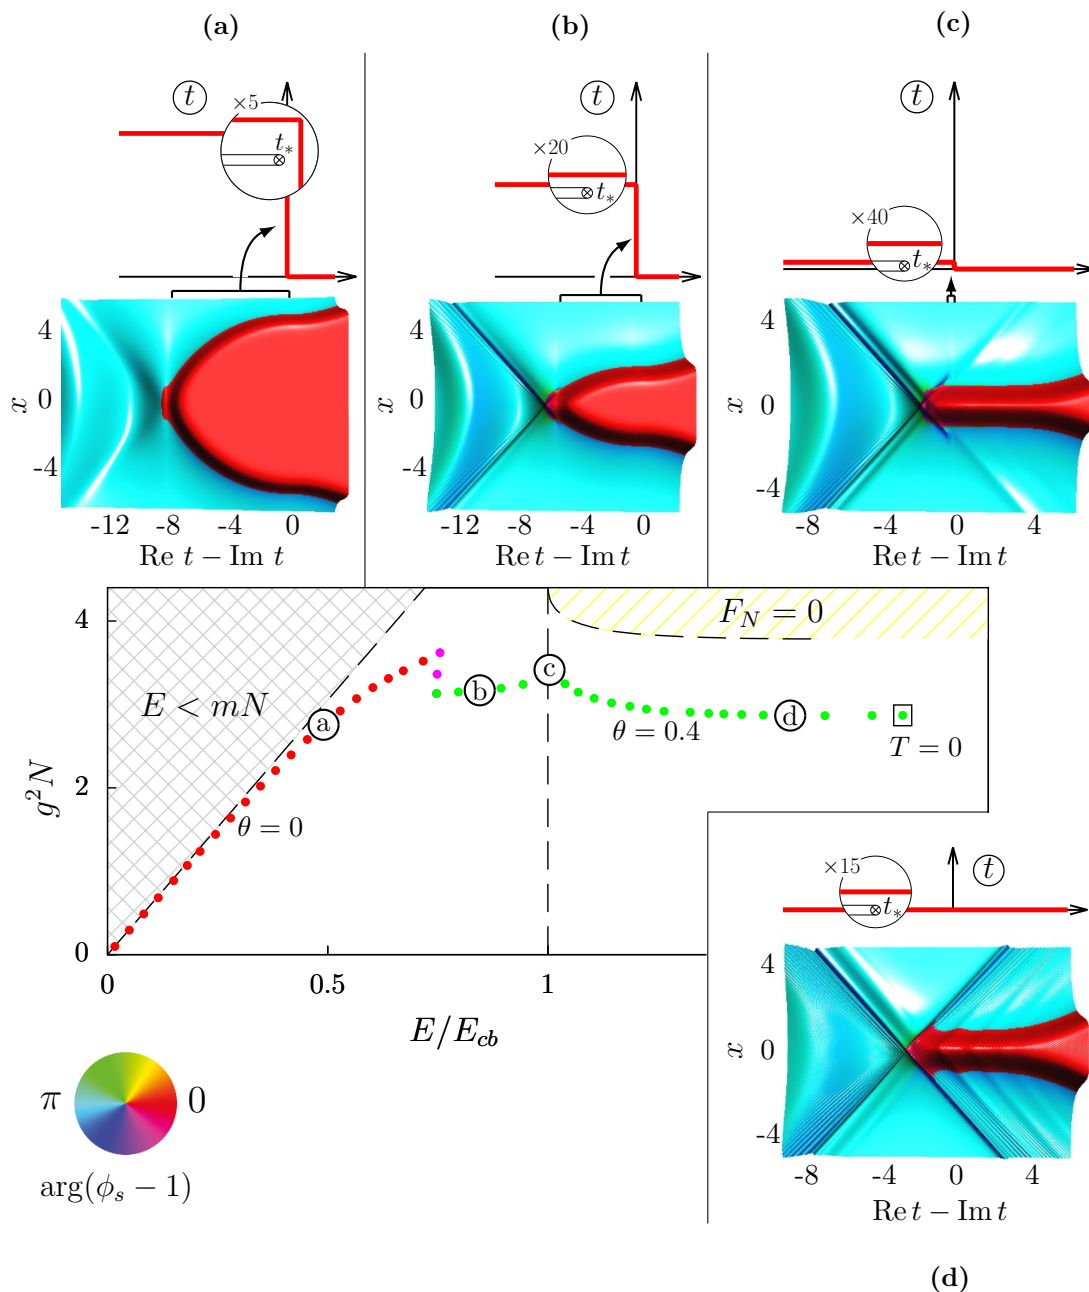 (a)
(b)
(c)
t
×5
t*
t
×20
t*
t
×40
t*
x
4
0
-4
-12
-8
-4
0
Re t − Im t
x
4
0
-4
-12
-8
-4
0
Re t − Im t
x
4
0
-4
-8
-4
0
4
Re t − Im t
g²N
4
2
0
E < mN
F_N = 0
a
b
c
d
θ = 0
θ = 0.4
T = 0
0
0.5
1
E/E_cb
×15
t*
t
x
4
0
-4
-8
-4
0
4
Re t − Im t
π
0
arg(ϕ_s − 1)
(d)